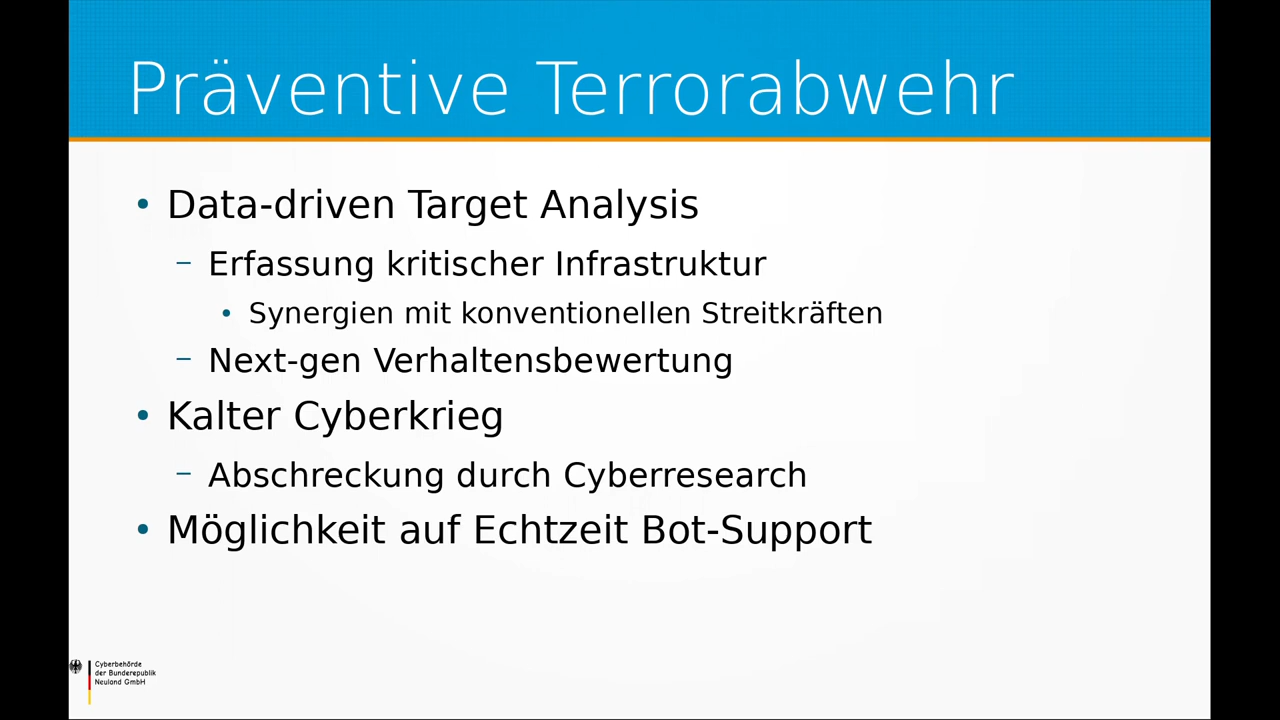 Präventive Terrorabwehr
• Data-driven Target Analysis
– Erfassung kritischer Infrastruktur
• Synergien mit konventionellen Streitkräften
– Next-gen Verhaltensbewertung
• Kalter Cyberkrieg
– Abschreckung durch Cyberresearch
• Möglichkeit auf Echtzeit Bot-Support
Cyberbehörde
der Bunderepublik
Neuland GmbH